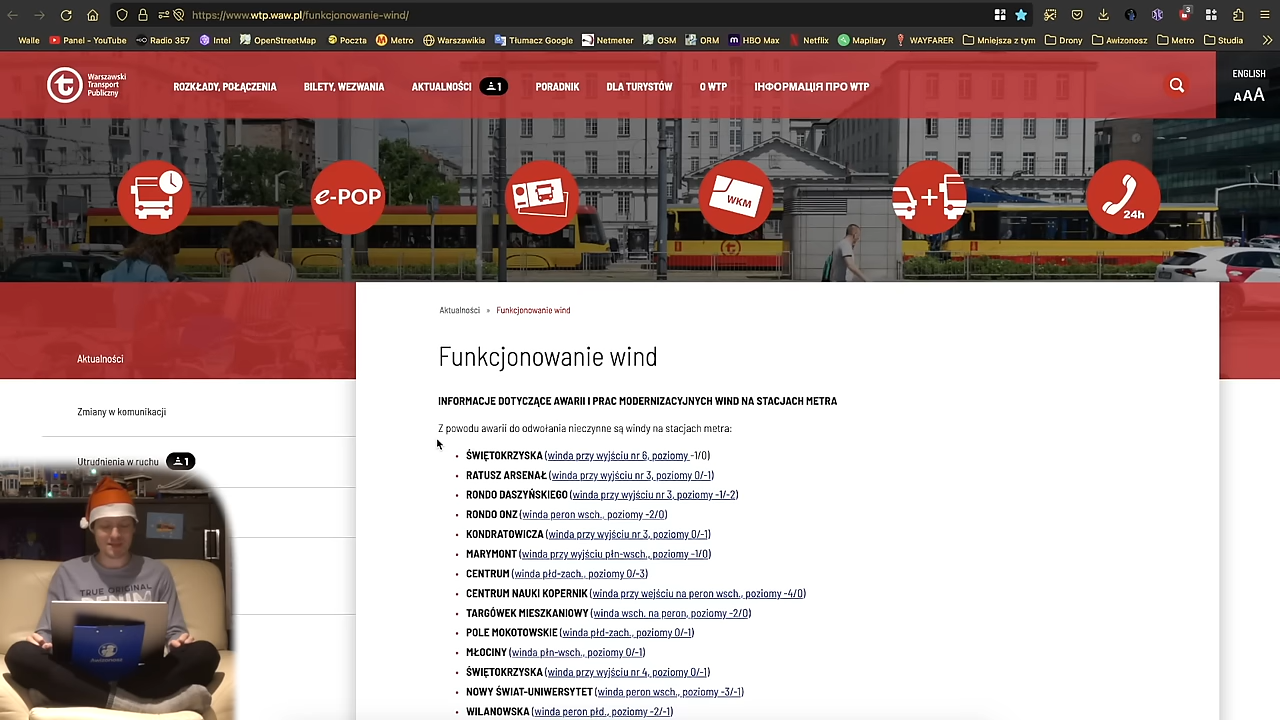 https://www.wtp.waw.pl/funkcjonowanie-wind/
3
Walle Panel - YouTube Radio 357 Intel OpenStreetMap Poczta Metro Warszawikia Tłumacz Google Netmeter OSM ORM HBO Max Netflix Mapilary WAYFARER Mniejsza z tym Drony Awizonosz Metro Studia
Warszawski
Transport
Publiczny
ROZKŁADY, POŁĄCZENIA BILETY, WEZWANIA AKTUALNOŚCI 1 PORADNIK DLA TURYSTÓW O WTP ІНФОРМАЦІЯ ПРО WTP
ENGLISH
AAA
e-POP
WKM
24h
Aktualności » Funkcjonowanie wind
Funkcjonowanie wind
Aktualności
Zmiany w komunikacji
Utrudnienia w ruchu 1
INFORMACJE DOTYCZĄCE AWARII I PRAC MODERNIZACYJNYCH WIND NA STACJACH METRA
Z powodu awarii do odwołania nieczynne są windy na stacjach metra:
• ŚWIĘTOKRZYSKA (winda przy wyjściu nr 6, poziomy -1/0)
• RATUSZ ARSENAŁ (winda przy wyjściu nr 3, poziomy 0/-1)
• RONDO DASZYŃSKIEGO (winda przy wyjściu nr 3, poziomy -1/-2)
• RONDO ONZ (winda peron wsch., poziomy -2/0)
• KONDRATOWICZA (winda przy wyjściu nr 3, poziomy 0/-1)
• MARYMONT (winda przy wyjściu płn-wsch., poziomy -1/0)
• CENTRUM (winda płd-zach., poziomy 0/-3)
• CENTRUM NAUKI KOPERNIK (winda przy wejściu na peron wsch., poziomy -4/0)
• TARGÓWEK MIESZKANIOWY (winda wsch. na peron, poziomy -2/0)
• POLE MOKOTOWSKIE (winda płd-zach., poziomy 0/-1)
• MŁOCINY (winda płn-wsch., poziomy 0/-1)
• ŚWIĘTOKRZYSKA (winda przy wyjściu nr 4, poziomy 0/-1)
• NOWY ŚWIAT-UNIWERSYTET (winda peron wsch., poziomy -3/-1)
• WILANOWSKA (winda peron płd., poziomy -2/-1)
TRUE ORIGINAL
DENIM